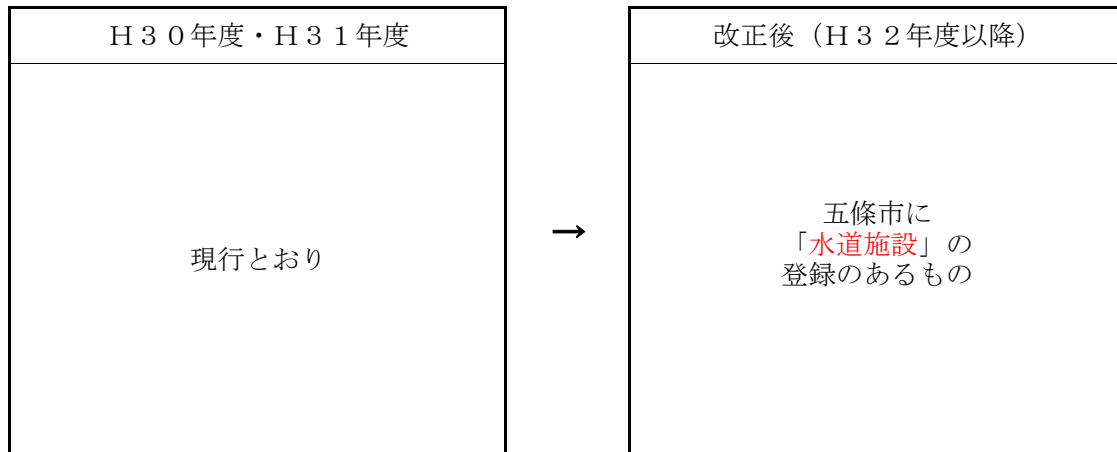 H30年度・H31年度
現行とおり
→
改正後（H32年度以降）
五條市に
「水道施設」の
登録のあるもの